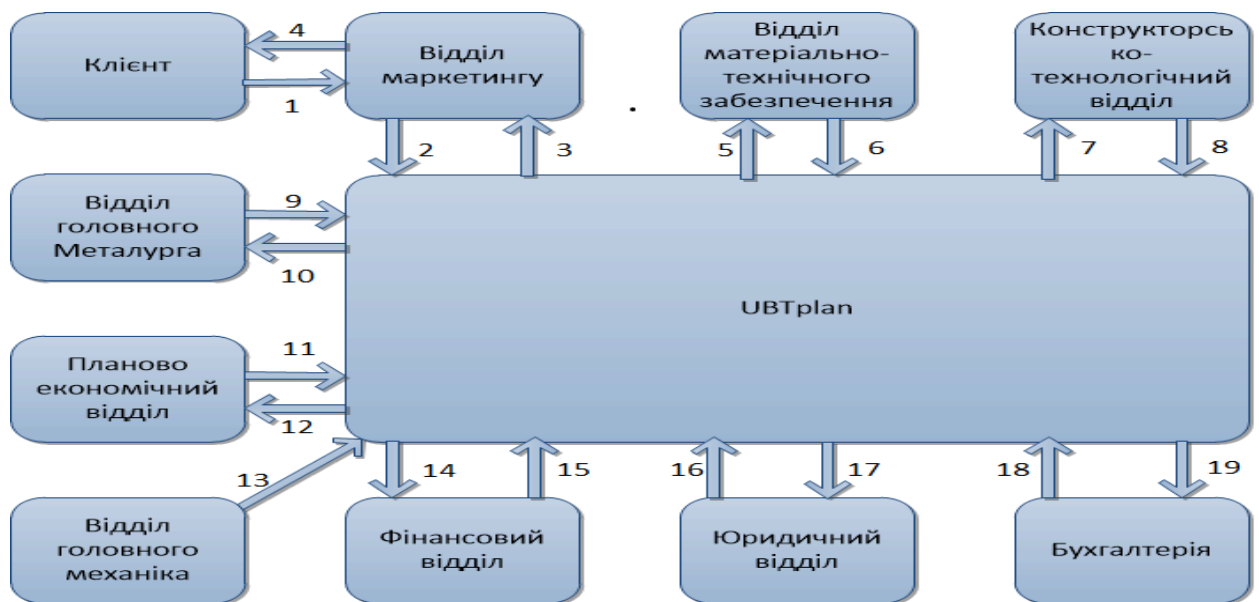 Клієнт
4
1
Відділ
маркетингу
Відділ
матеріально-
технічного
забезпечення
Конструкторсь
ко-
технологічний
відділ
.
2
3
5
6
7
8
Відділ
головного
Металурга
9
10
UBTplan
Планово
економічний
відділ
11
12
13
14
15
16
17
18
19
Відділ
головного
механіка
Фінансовий
відділ
Юридичний
відділ
Бухгалтерія